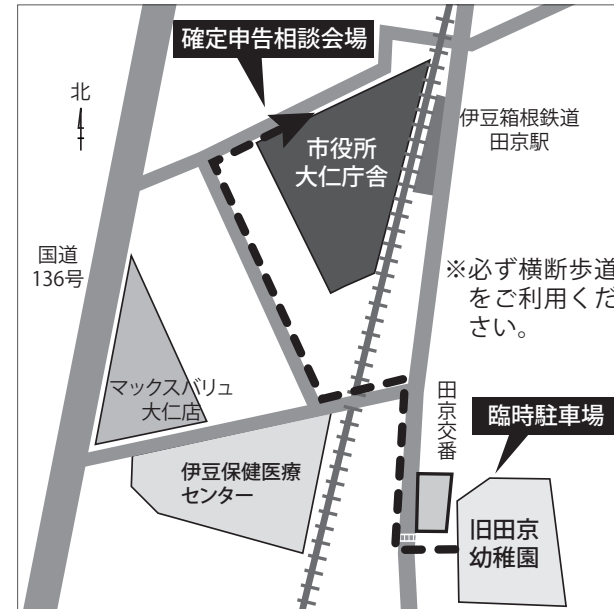 確定申告相談会場
北
市役所
大仁庁舎
伊豆箱根鉄道
田京駅
国道
136号
※必ず横断歩道
をご利用くだ
さい。
マックスバリュ
大仁店
田京交番
臨時駐車場
伊豆保健医療
センター
旧田京
幼稚園